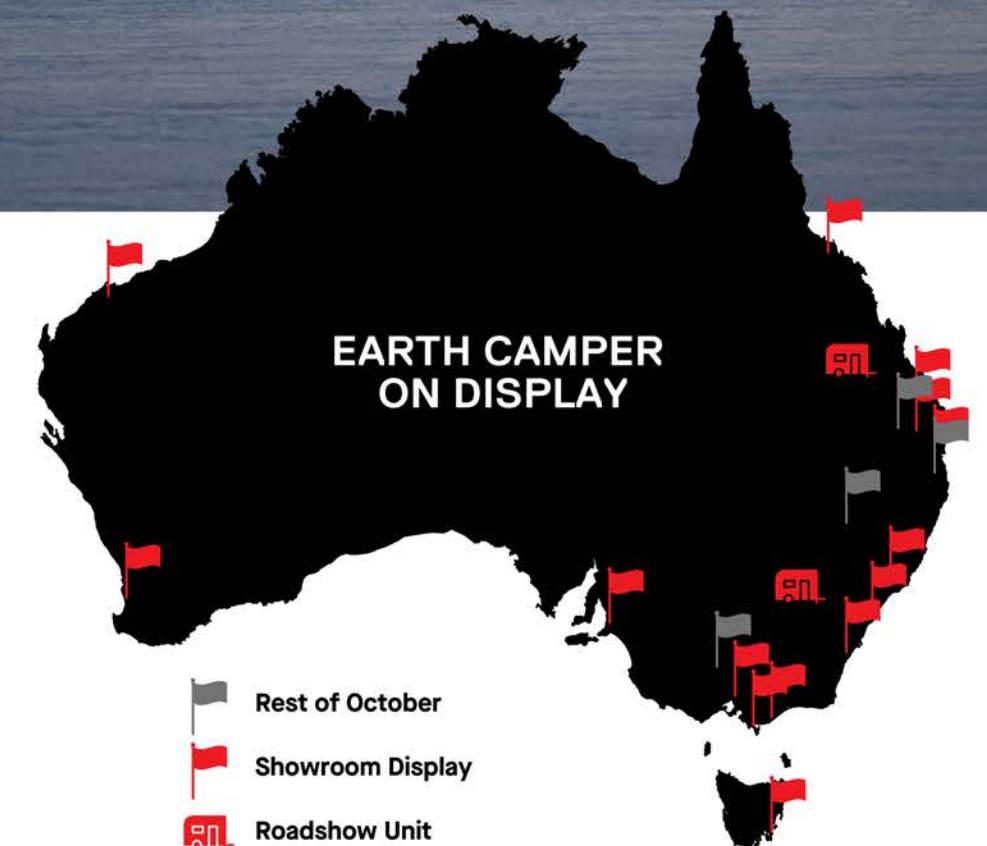 EARTH CAMPER
ON DISPLAY
Rest of October
Showroom Display
Roadshow Unit